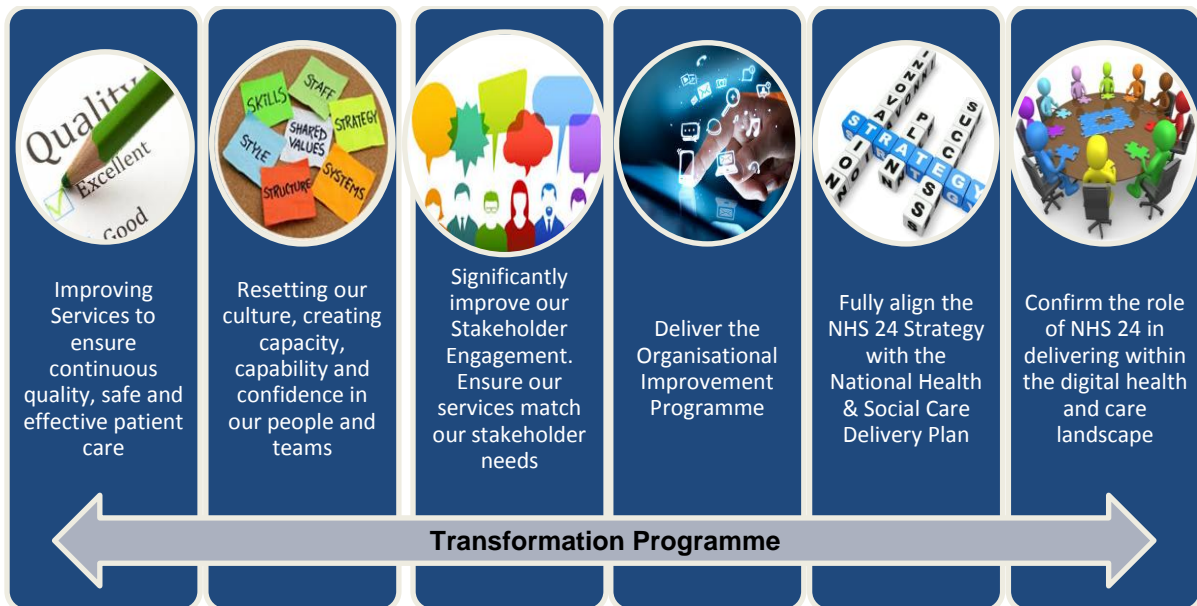 Quality
Excellent
Good
SKILLS
STAFF
STRATEGY
STYLE
SHARED
VALUES
STRUCTURE
SYSTEMS
INNOVATION
PLANNING
SUCCESS
STRATEGY
Improving
Services to
ensure
continuous
quality, safe and
effective patient
care
Resetting our
culture, creating
capacity,
capability and
confidence in
our people and
teams
Significantly
improve our
Stakeholder
Engagement.
Ensure our
services match
our stakeholder
needs
Deliver the
Organisational
Improvement
Programme
Fully align the
NHS 24 Strategy
with the
National Health
& Social Care
Delivery Plan
Confirm the role
of NHS 24 in
delivering within
the digital health
and care
landscape
Transformation Programme